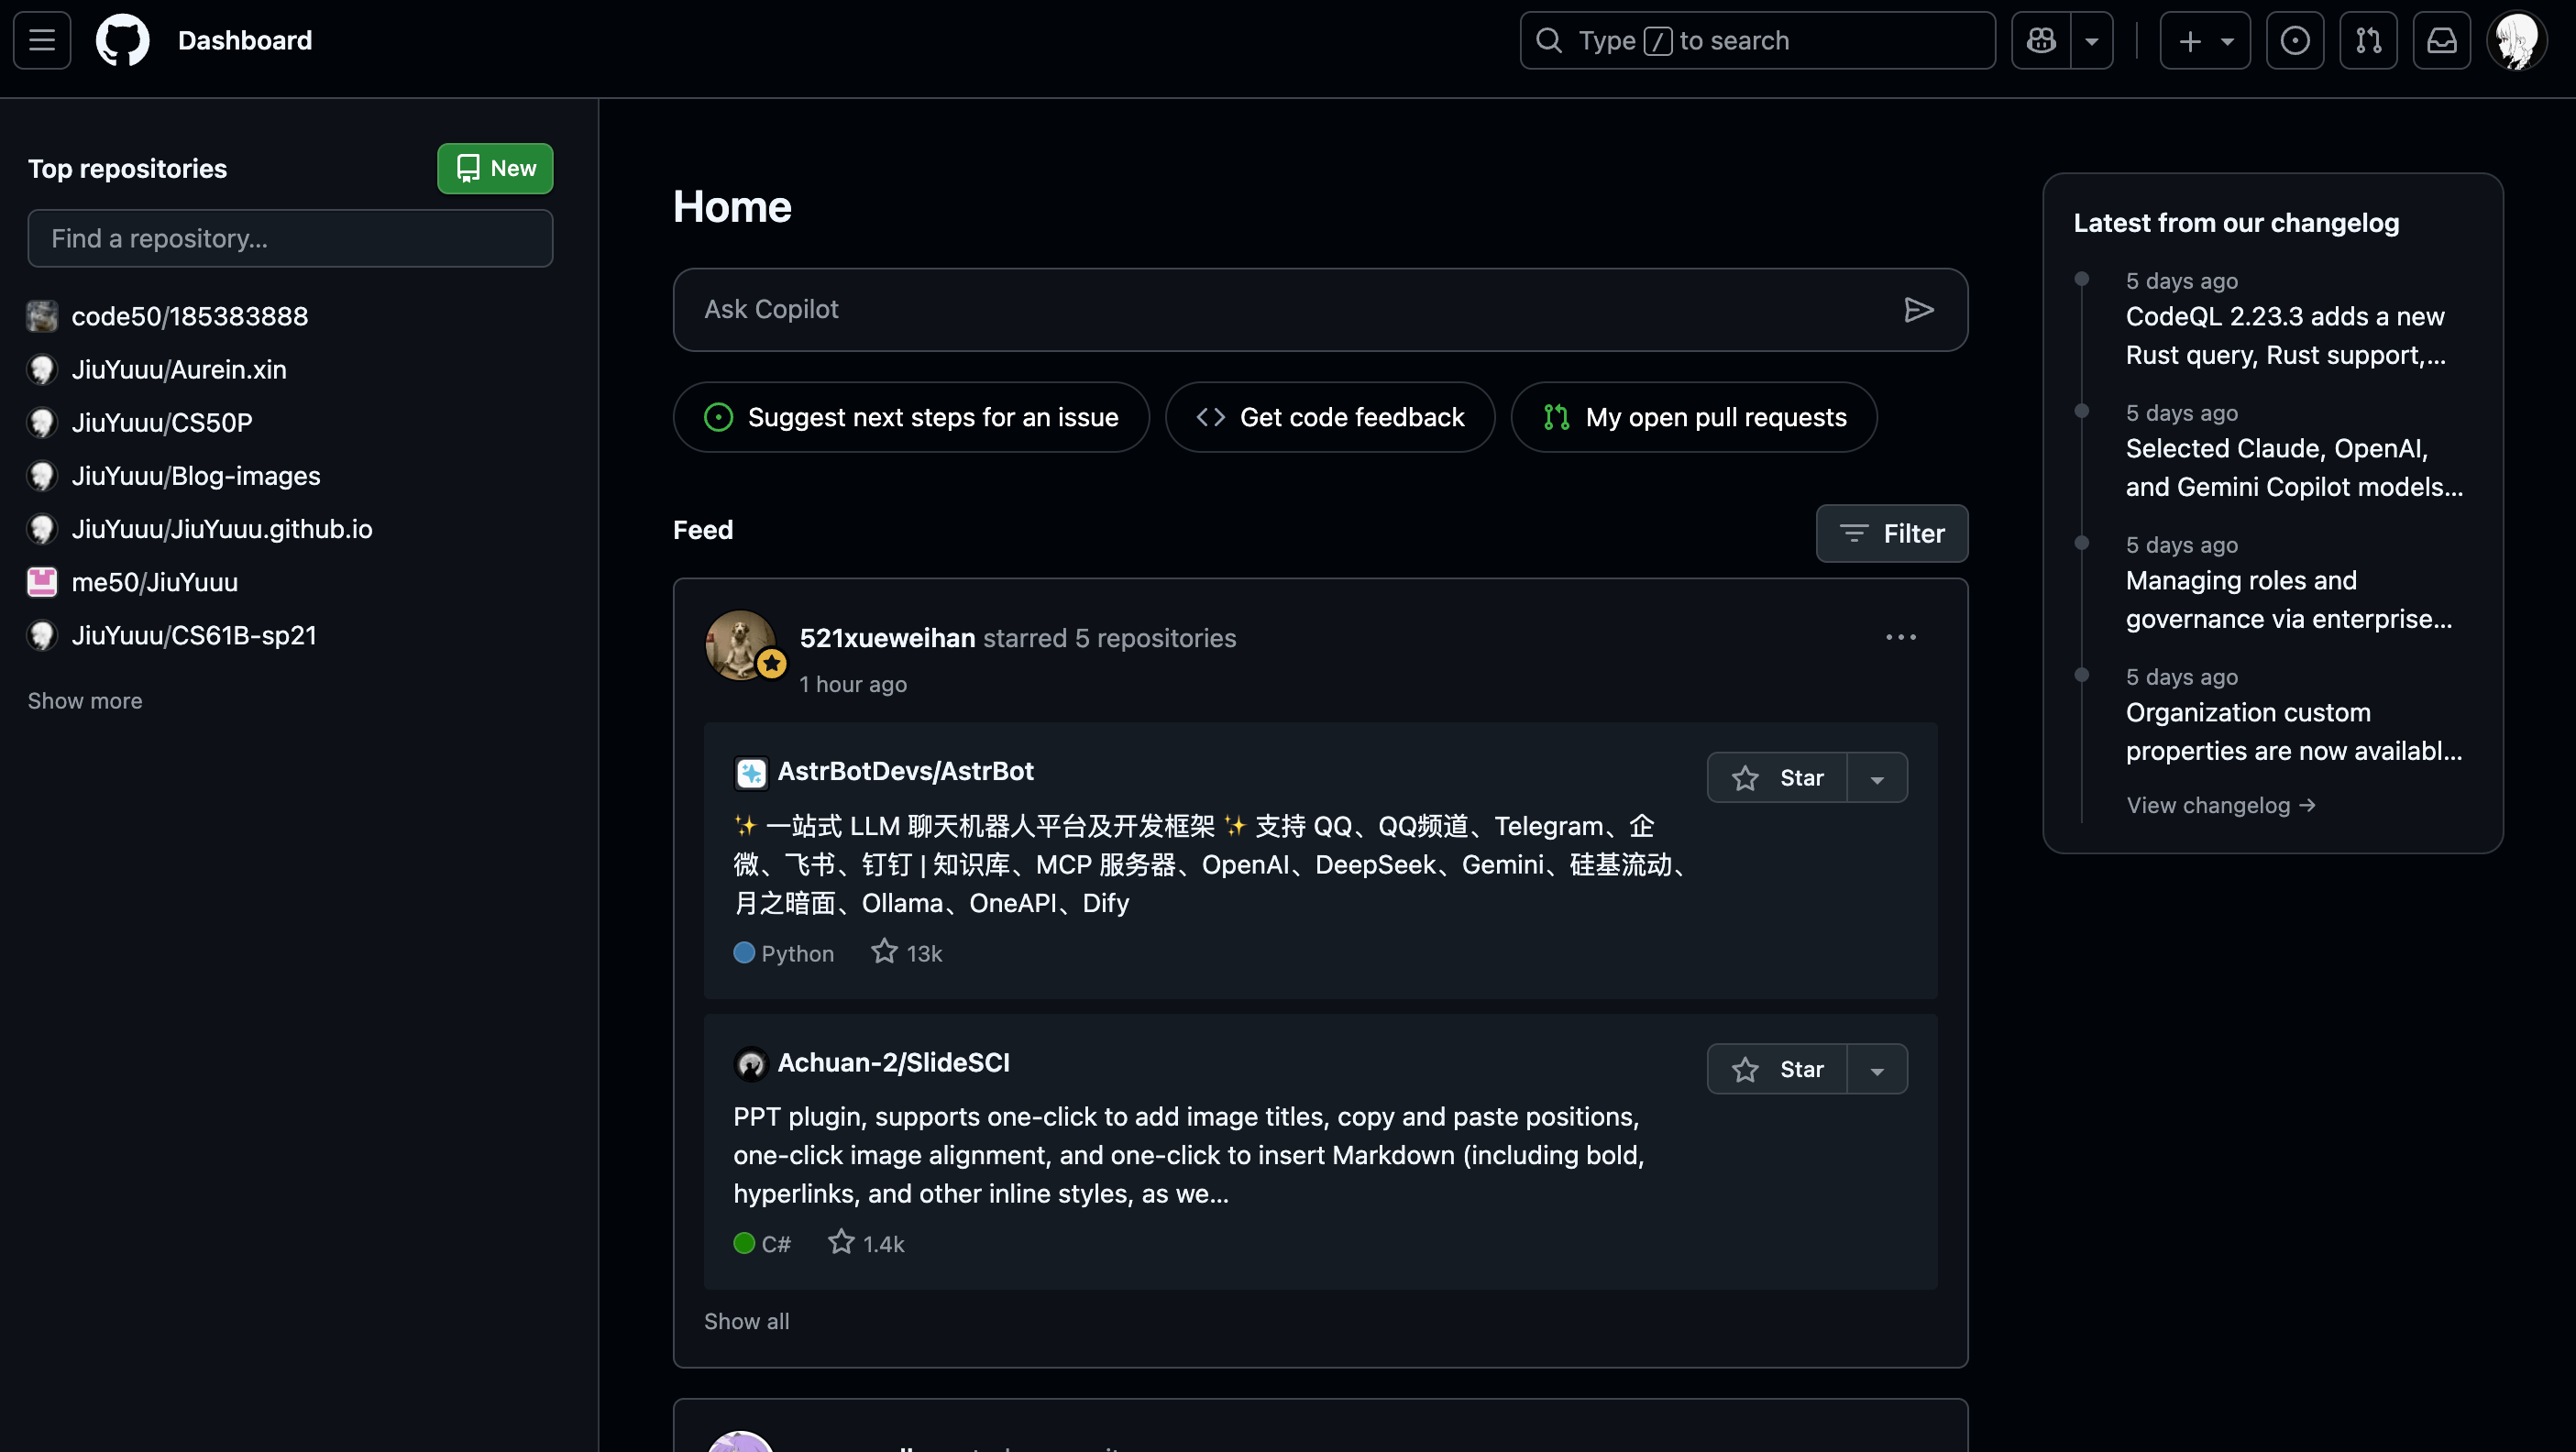 Dashboard
Type / to search
Top repositories
New
Find a repository...
code50/185383888
JiuYuuu/Aurein.xin
JiuYuuu/CS50P
JiuYuuu/Blog-images
JiuYuuu/JiuYuuu.github.io
me50/JiuYuuu
JiuYuuu/CS61B-sp21
Show more
Home
Ask Copilot
Suggest next steps for an issue
Get code feedback
My open pull requests
Feed
Filter
521xueweihan starred 5 repositories
1 hour ago
AstrBotDevs/AstrBot
Star
✨ 一站式 LLM 聊天机器人平台及开发框架 ✨ 支持 QQ、QQ频道、Telegram、企
微、飞书、钉钉 | 知识库、MCP 服务器、OpenAI、DeepSeek、Gemini、硅基流动、
月之暗面、Ollama、OneAPI、Dify
Python
13k
Achuan-2/SlideSCI
Star
PPT plugin, supports one-click to add image titles, copy and paste positions,
one-click image alignment, and one-click to insert Markdown (including bold,
hyperlinks, and other inline styles, as we...
C#
1.4k
Show all
Latest from our changelog
5 days ago
CodeQL 2.23.3 adds a new
Rust query, Rust support,...
5 days ago
Selected Claude, OpenAI,
and Gemini Copilot models...
5 days ago
Managing roles and
governance via enterprise...
5 days ago
Organization custom
properties are now availabl...
View changelog →